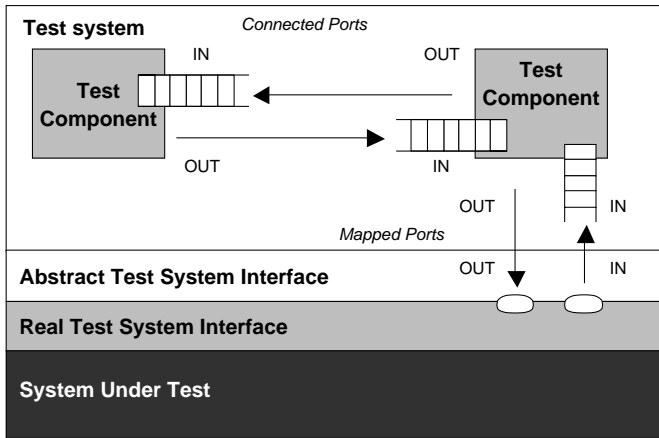 Test system
Connected Ports
IN
OUT
Test
Component
Test
Component
OUT
IN
OUT
IN
Mapped Ports
Abstract Test System Interface
OUT
IN
Real Test System Interface
System Under Test